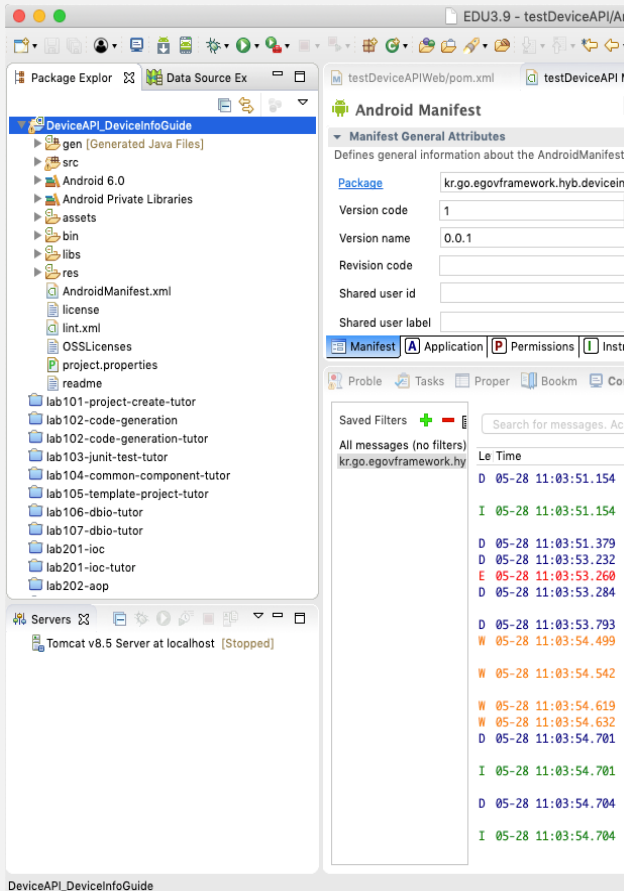 EDU3.9 - testDeviceAPI/A
Package Explor
Data Source Ex
DeviceAPI_DeviceInfoGuide
gen [Generated Java Files]
src
Android 6.0
Android Private Libraries
assets
bin
libs
res
AndroidManifest.xml
license
lint.xml
OSSLicenses
project.properties
readme
lab101-project-create-tutor
lab102-code-generation
lab102-code-generation-tutor
lab103-junit-test-tutor
lab104-common-component-tutor
lab105-template-project-tutor
lab106-dbio-tutor
lab107-dbio-tutor
lab201-ioc
lab201-ioc-tutor
lab202-aop
Servers
Tomcat v8.5 Server at localhost [Stopped]
DeviceAPI_DeviceInfoGuide
testDeviceAPIWeb/pom.xml
testDeviceAPI M
Android Manifest
Manifest General Attributes
Defines general information about the AndroidManifest
Package kr.go.egovframework.hyb.devicein
Version code 1
Version name 0.0.1
Revision code
Shared user id
Shared user label
Manifest A Application P Permissions I Instr
Proble Tasks Proper Bookm Co
Saved Filters
Search for messages. Ac
All messages (no filters)
kr.go.egovframework.hy
Le Time
D 05-28 11:03:51.154
I 05-28 11:03:51.154
D 05-28 11:03:51.379
D 05-28 11:03:53.232
E 05-28 11:03:53.260
D 05-28 11:03:53.284
D 05-28 11:03:53.793
W 05-28 11:03:54.499
W 05-28 11:03:54.542
W 05-28 11:03:54.619
W 05-28 11:03:54.632
D 05-28 11:03:54.701
I 05-28 11:03:54.701
D 05-28 11:03:54.704
I 05-28 11:03:54.704